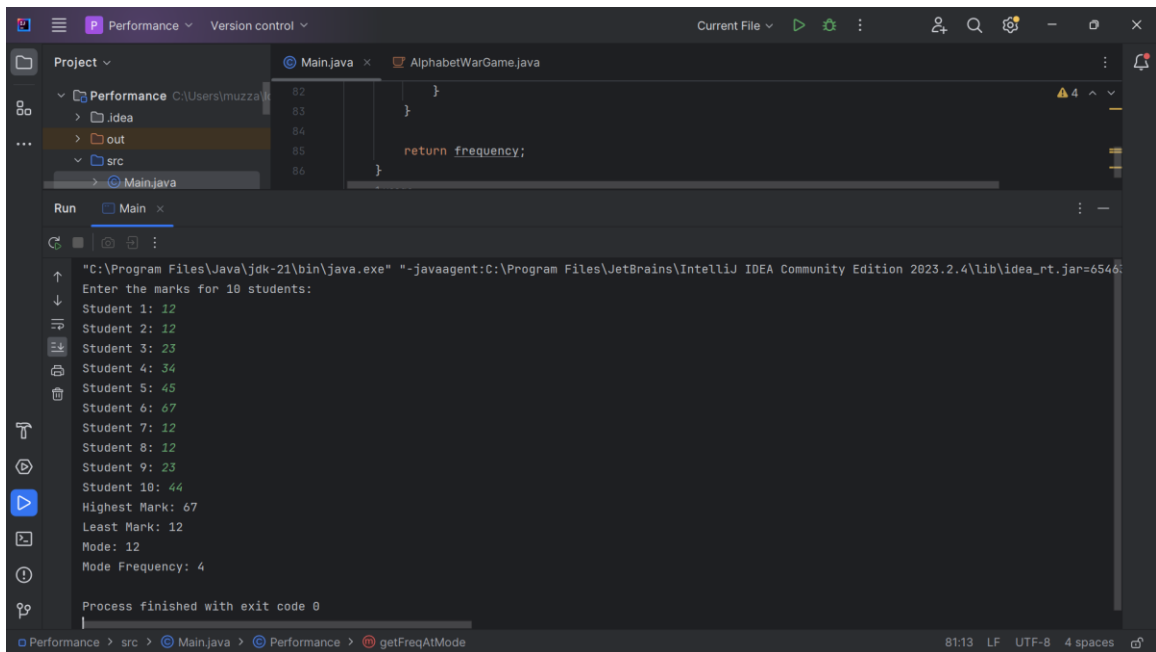 P Performance Version control Current File
Project
Main.java
AlphabetWarGame.java
Performance C:\Users\muzza\
.idea
out
src
Main.java
82 }
83 }
84
85 return frequency;
86 }
4
Run Main
"C:\Program Files\Java\jdk-21\bin\java.exe" "-javaagent:C:\Program Files\JetBrains\IntelliJ IDEA Community Edition 2023.2.4\lib\idea_rt.jar=6546
Enter the marks for 10 students:
Student 1: 12
Student 2: 12
Student 3: 23
Student 4: 34
Student 5: 45
Student 6: 67
Student 7: 12
Student 8: 12
Student 9: 23
Student 10: 44
Highest Mark: 67
Least Mark: 12
Mode: 12
Mode Frequency: 4
Process finished with exit code 0
Performance > src > Main.java > Performance > getFreqAtMode 81:13 LF UTF-8 4 spaces